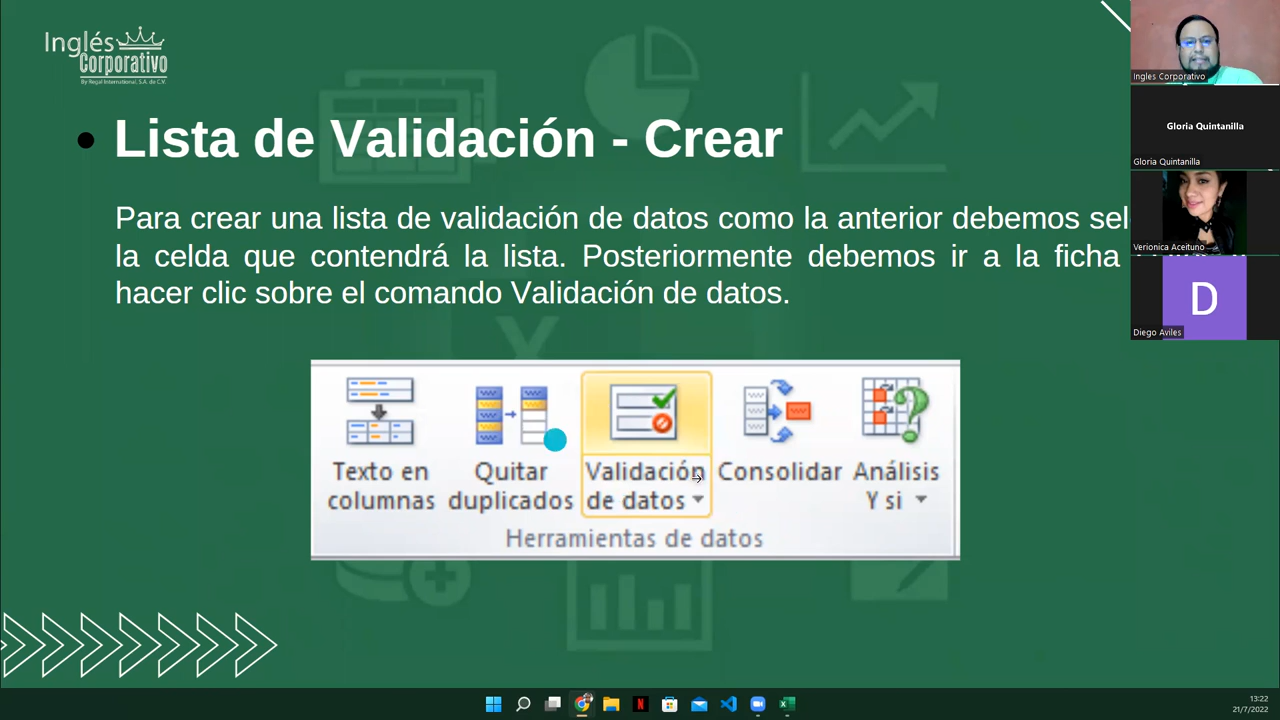 Inglés
Corporativo
By Regal International, S.A. de C.V.
• Lista de Validación - Crear
Para crear una lista de validación de datos como la anterior debemos sel
la celda que contendrá la lista. Posteriormente debemos ir a la ficha
hacer clic sobre el comando Validación de datos.
Texto en
columnas
Quitar
duplicados
Validación
de datos
Consolidar
Análisis
Y si
Herramientas de datos
Ingles Corporativo
Gloria Quintanilla
Gloria Quintanilla
Veronica Aceituno
D
Diego Aviles
N
13:22
21/7/2022